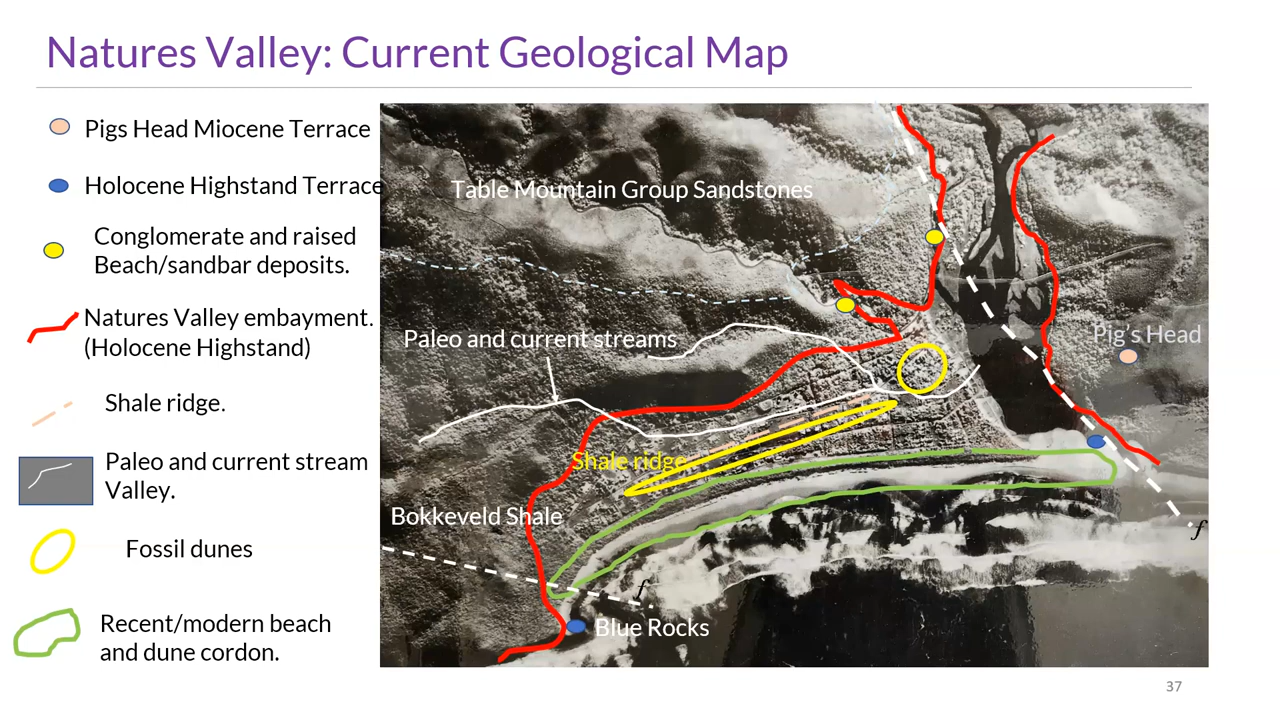 Natures Valley: Current Geological Map
Pigs Head Miocene Terrace
Holocene Highstand Terrace
Conglomerate and raised
Beach/sandbar deposits.
Natures Valley embayment.
(Holocene Highstand)
Shale ridge.
Paleo and current stream
Valley.
Fossil dunes
Recent/modern beach
and dune cordon.
Table Mountain Group Sandstones
Paleo and current streams
Pig's Head
Shale ridge.
Bokkeveld Shale
f
f
Blue Rocks
37